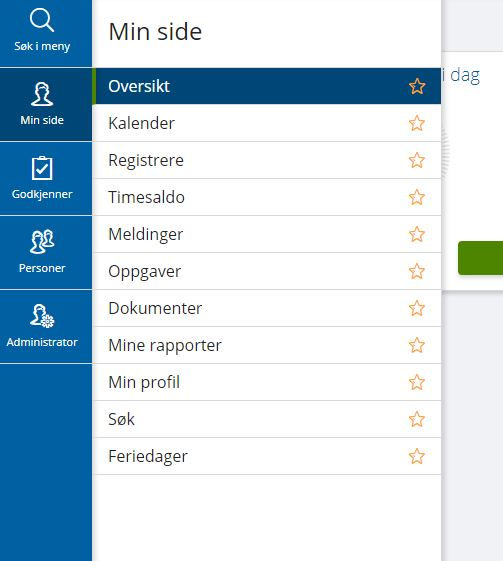 Søk i meny
Min side
Godkjenner
Personer
Administrator
Min side
Oversikt
Kalender
Registrere
Timesaldo
Meldinger
Oppgaver
Dokumenter
Mine rapporter
Min profil
Søk
Feriedager
i dag